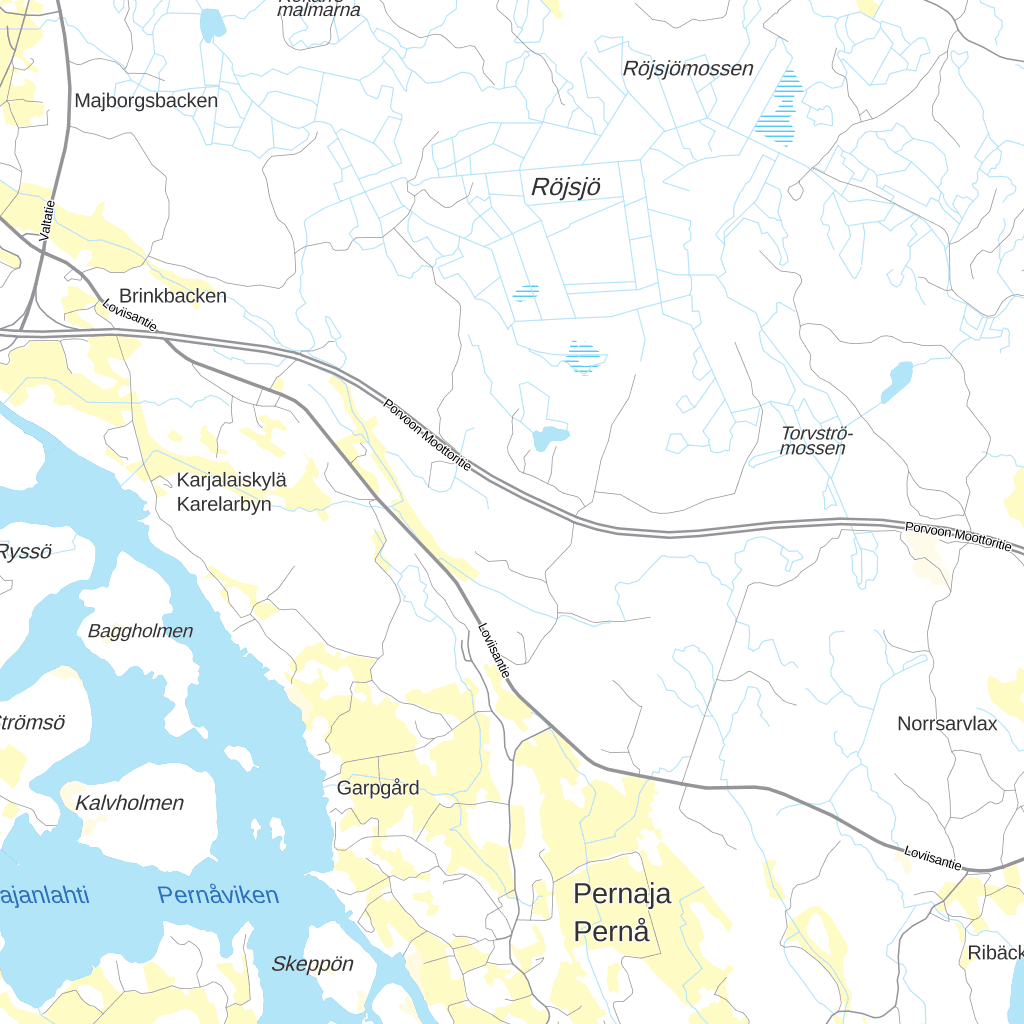 malmarna
Röjsjömossen
Majborgsbacken
Röjsjö
Valtatie
Brinkbacken
Loviisantie
Porvoon-Moottoritie
Torvströ-
mossen
Karjalaiskylä
Karelarbyn
Porvoon Moottoritie
Ryssö
Baggholmen
Loviisantie
Strömsö
Norrsarvlax
Kalvholmen
Garpgård
Loviisantie
ajanlahti
Pernåviken
Pernaja
Pernå
Skeppön
Ribäck